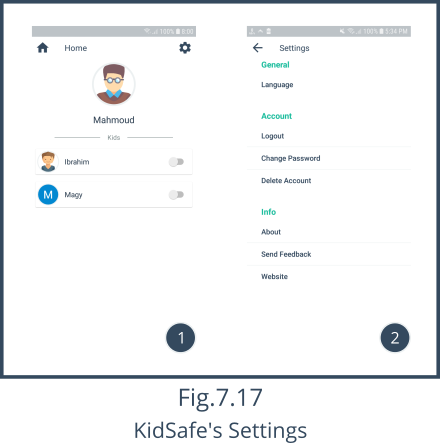 100% 8:05
Home
Mahmoud
Kids
Ibrahim
M Magy
1
100% 5:34 PM
Settings
General
Language
Account
Logout
Change Password
Delete Account
Info
About
Send Feedback
Website
2
Fig.7.17
KidSafe's Settings